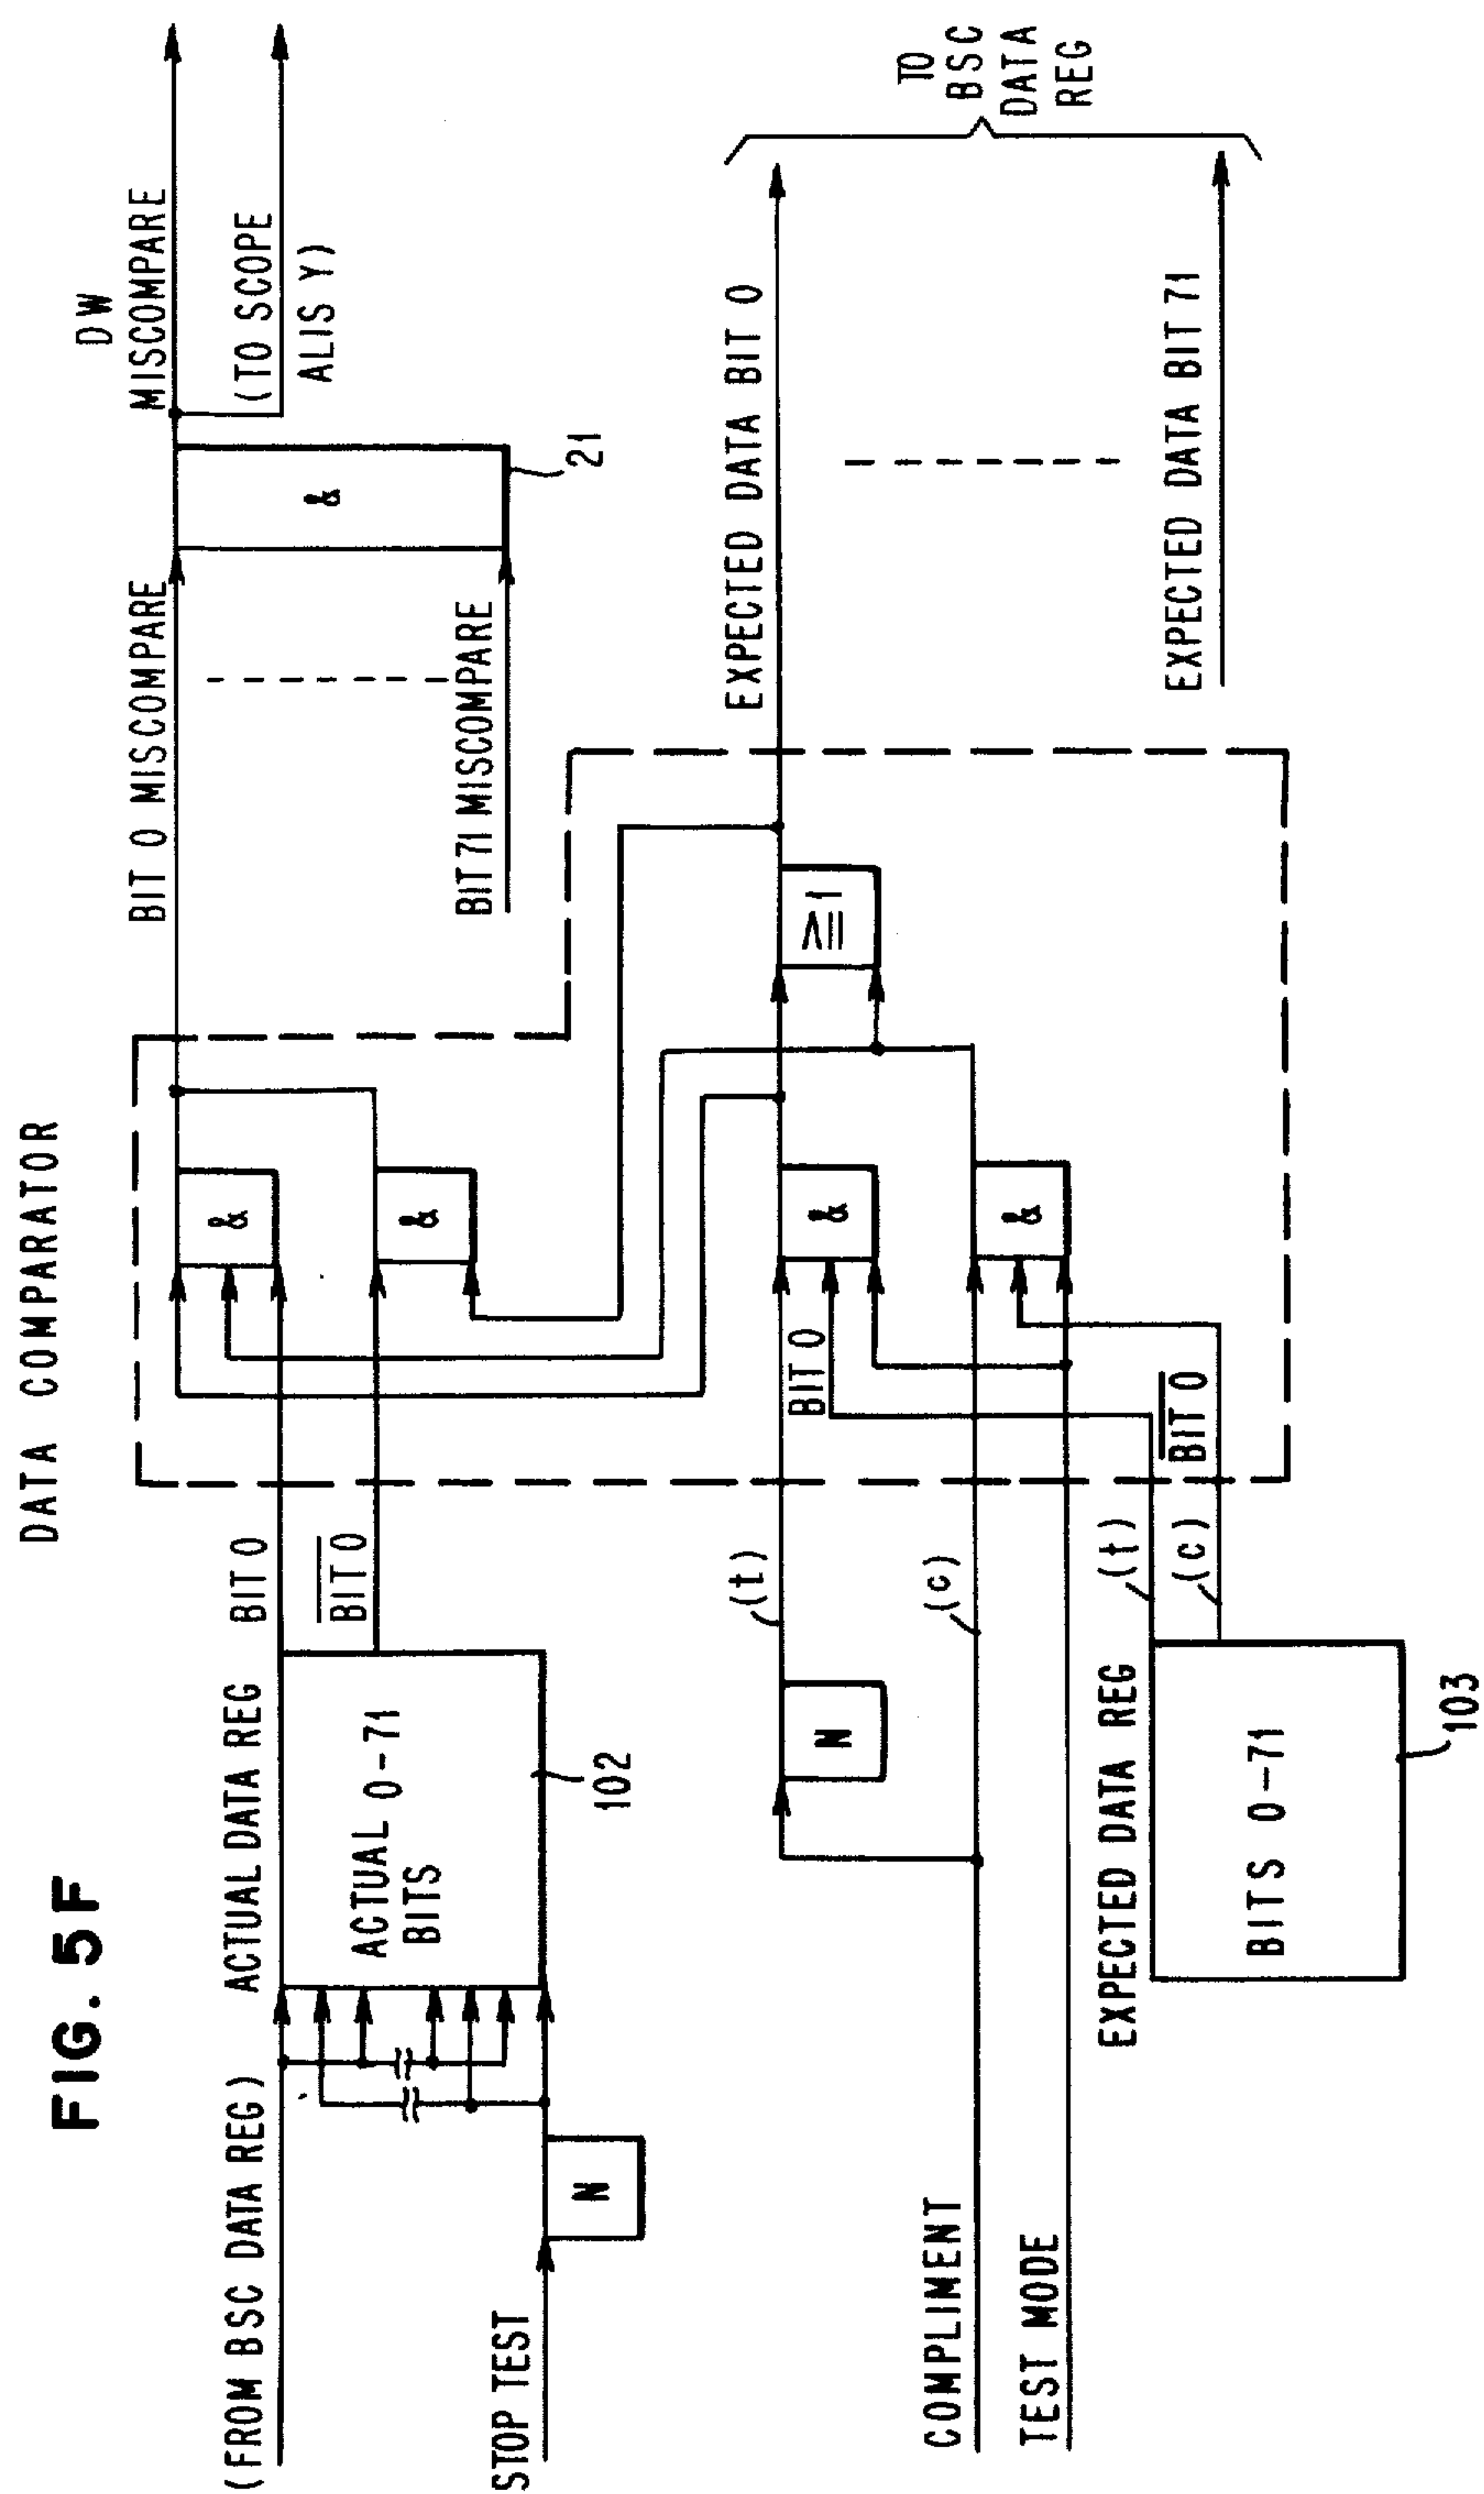 FIG. 5F
DATA COMPARATOR
(FROM BSC DATA REG)
ACTUAL DATA REG
BIT 0
BIT 0
BIT 0 MISCOMPARE
DW
MISCOMPARE
(TO SCOPE
ALIS Y)
ACTUAL 0-71
BITS
102
&
&
&
21
STOP TEST
N
BIT 71 MISCOMPARE
COMPLIMENT
N
(t)
(c)
BIT 0
&
&
≥1
EXPECTED DATA BIT 0
TO
BSC
DATA
REG
TEST MODE
EXPECTED DATA REG
(t)
(c)
BIT 0
EXPECTED DATA BIT 71
BITS 0-71
103